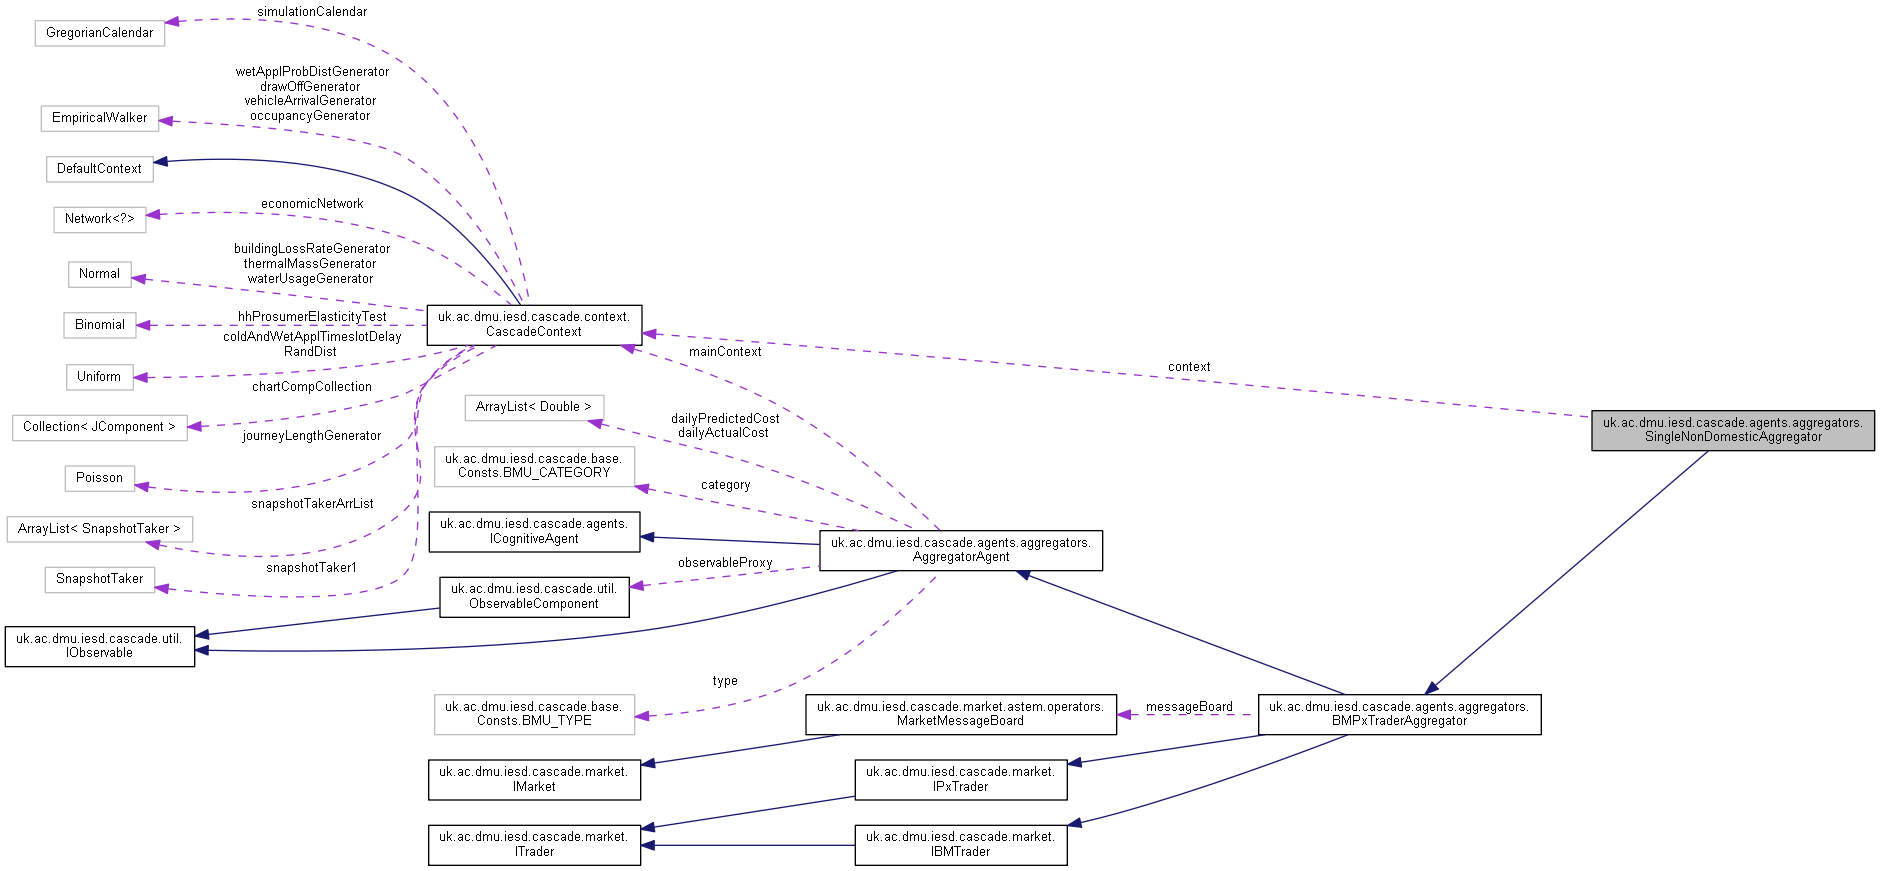 simulationCalendar
GregorianCalendar
wetApplProbDistGenerator
drawOffGenerator
vehicleArrivalGenerator
occupancyGenerator
EmpiricalWalker
DefaultContext
economicNetwork
Network<?>
buildingLossRateGenerator
thermalMassGenerator
waterUsageGenerator
Normal
hhProsumerElasticityTest
Binomial
uk.ac.dmu.iesd.cascade.context.
CascadeContext
coldAndWetApplTimeslotDelay
RandDist
Uniform
mainContext
context
chartCompCollection
Collection< JComponent >
ArrayList< Double >
dailyPredictedCost
dailyActualCost
uk.ac.dmu.iesd.cascade.agents.aggregators.
SingleNonDomesticAggregator
journeyLengthGenerator
Poisson
uk.ac.dmu.iesd.cascade.base.
Consts.BMU_CATEGORY
category
snapshotTakerArrList
ArrayList< SnapshotTaker >
uk.ac.dmu.iesd.cascade.agents.
ICognitiveAgent
uk.ac.dmu.iesd.cascade.agents.aggregators.
AggregatorAgent
snapshotTaker1
SnapshotTaker
observableProxy
uk.ac.dmu.iesd.cascade.util.
ObservableComponent
uk.ac.dmu.iesd.cascade.util.
IObservable
type
uk.ac.dmu.iesd.cascade.base.
Consts.BMU_TYPE
uk.ac.dmu.iesd.cascade.market.astem.operators.
MarketMessageBoard
messageBoard
uk.ac.dmu.iesd.cascade.agents.aggregators.
BMPxTraderAggregator
uk.ac.dmu.iesd.cascade.market.
IMarket
uk.ac.dmu.iesd.cascade.market.
IPxTrader
uk.ac.dmu.iesd.cascade.market.
ITrader
uk.ac.dmu.iesd.cascade.market.
IBMTrader